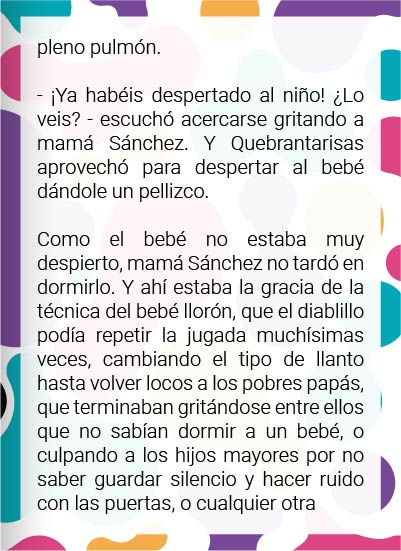 pleno pulmón.
- ¡Ya habéis despertado al niño! ¿Lo
veis? - escuchó acercarse gritando a
mamá Sánchez. Y Quebrantarisas
aprovechó para despertar al bebé
dándole un pellizco.
Como el bebé no estaba muy
despierto, mamá Sánchez no tardó en
dormirlo. Y ahí estaba la gracia de la
técnica del bebé llorón, que el diablillo
podía repetir la jugada muchísimas
veces, cambiando el tipo de llanto
hasta volver locos a los pobres papás,
que terminaban gritándose entre ellos
que no sabían dormir a un bebé, o
culpando a los hijos mayores por no
saber guardar silencio y hacer ruido
con las puertas, o cualquier otra